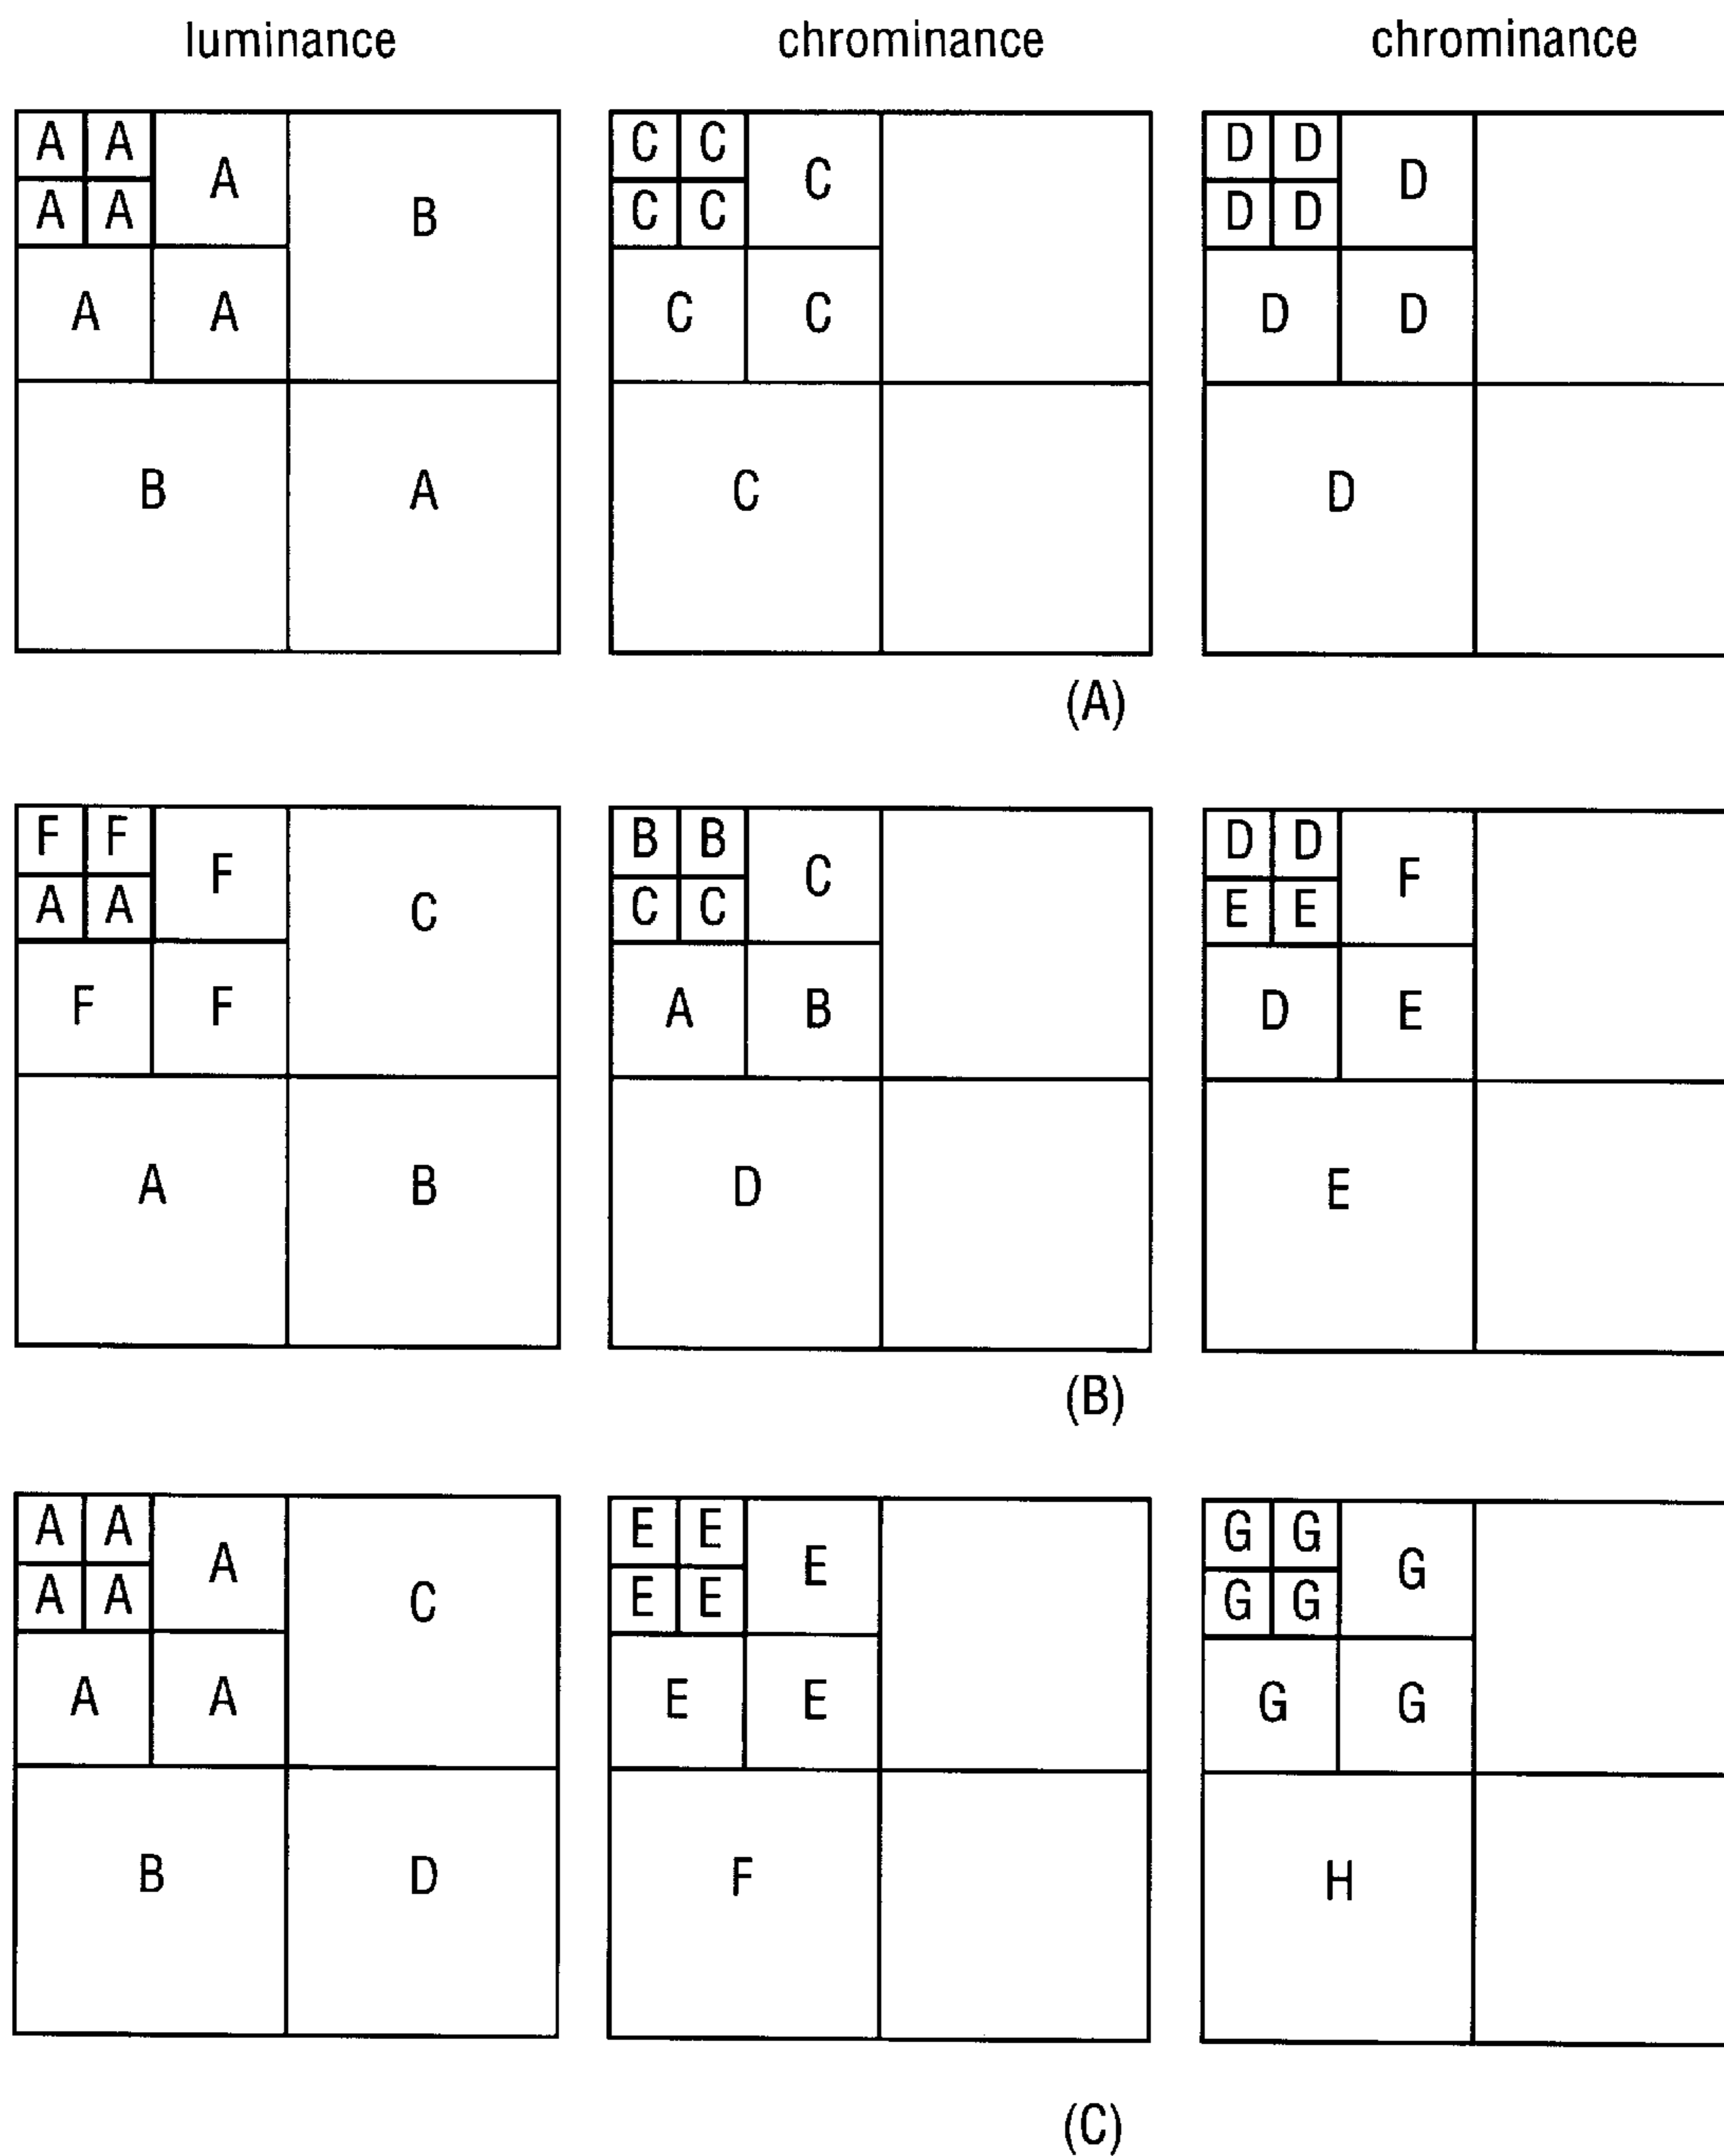 luminance chrominance chrominance
A A A B C C C D D D
A A C C D D
A A C C D D
B A C D
(A)
F F F C B B C D D F
A A C C E E
F F A B D E
A B D E
(B)
A A A C E E E G G G
A A E E G G
A A E E G G
B D F H
(C)